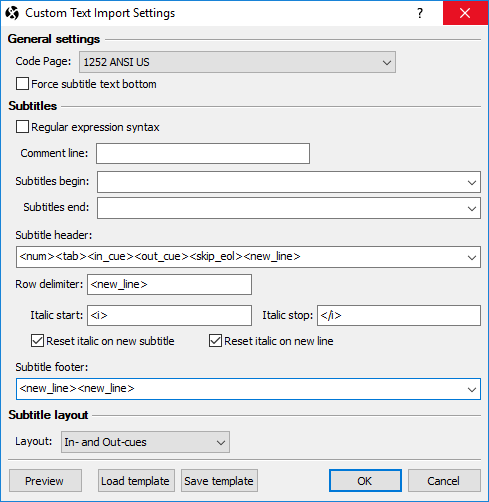 Custom Text Import Settings ?
General settings
Code Page: 1252 ANSI US
Force subtitle text bottom
Subtitles
Regular expression syntax
Comment line:
Subtitles begin:
Subtitles end:
Subtitle header:
<num><tab><in_cue><out_cue><skip_eol><new_line>
Row delimiter: <new_line>
Italic start: <i> Italic stop: </i>
Reset italic on new subtitle Reset italic on new line
Subtitle footer:
<new_line><new_line>
Subtitle layout
Layout: In- and Out-cues
Preview Load template Save template OK Cancel